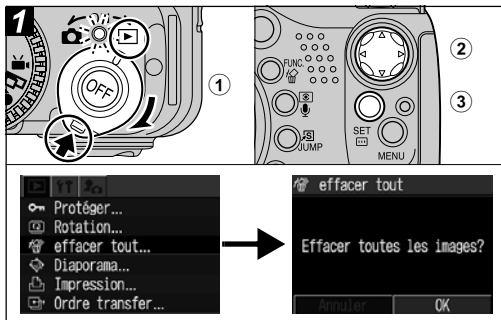 1
OFF
①
FUNC.
SET
JUMP
MENU
②
③
Protéger...
Rotation...
effacer tout...
Diaporama...
Impression...
Ordre transfer...
effacer tout
Effacer toutes les images?
Annuler
OK